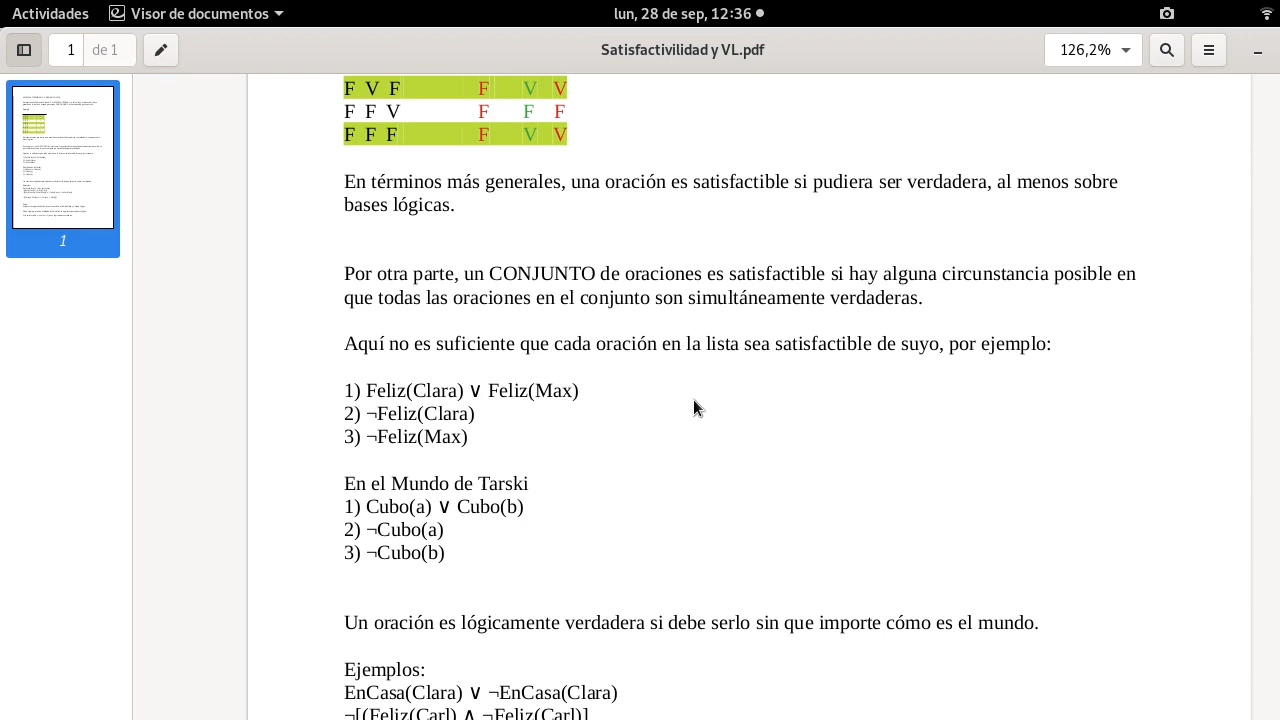 Actividades Visor de documentos lun, 28 de sep, 12:36
1 de 1 Satisfactivilidad y VL.pdf 126,2%
F V F F V V
F F V F F F
F F F F V V
En términos más generales, una oración es satisfactible si pudiera ser verdadera, al menos sobre
bases lógicas.
Por otra parte, un CONJUNTO de oraciones es satisfactible si hay alguna circunstancia posible en
que todas las oraciones en el conjunto son simultáneamente verdaderas.
Aquí no es suficiente que cada oración en la lista sea satisfactible de suyo, por ejemplo:
1) Feliz(Clara) ∨ Feliz(Max)
2) ¬Feliz(Clara)
3) ¬Feliz(Max)
En el Mundo de Tarski
1) Cubo(a) ∨ Cubo(b)
2) ¬Cubo(a)
3) ¬Cubo(b)
Un oración es lógicamente verdadera si debe serlo sin que importe cómo es el mundo.
Ejemplos:
EnCasa(Clara) ∨ ¬EnCasa(Clara)
¬[(Feliz(Carl) ∧ ¬Feliz(Carl)]
1